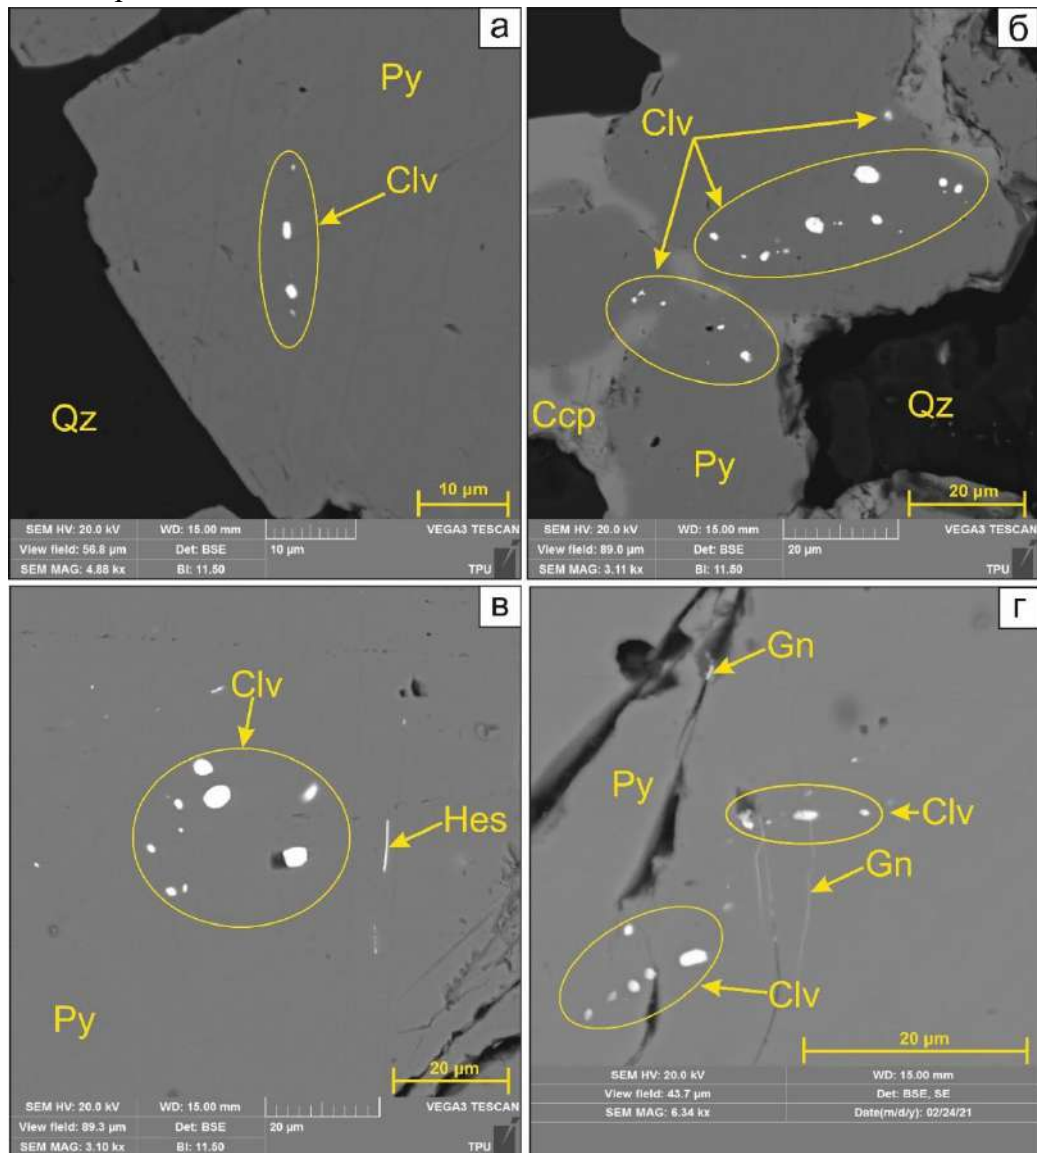 а
Py
Clv
Qz
10 μm
SEM HV: 20.0 kV WD: 15.00 mm VEGA3 TESCAN
View field: 56.8 μm Det: BSE 10 μm
SEM MAG: 4.88 kx BI: 11.50 TPU
б
Clv
Ccp
Py
Qz
20 μm
SEM HV: 20.0 kV WD: 15.00 mm VEGA3 TESCAN
View field: 89.0 μm Det: BSE 20 μm
SEM MAG: 3.11 kx BI: 11.50 TPU
в
Clv
Hes
Py
20 μm
SEM HV: 20.0 kV WD: 15.00 mm VEGA3 TESCAN
View field: 89.3 μm Det: BSE 20 μm
SEM MAG: 3.10 kx BI: 11.50 TPU
г
Gn
Py
Clv
Gn
Clv
20 μm
SEM HV: 20.0 kV WD: 15.00 mm
View field: 43.7 μm Det: BSE, SE
SEM MAG: 6.34 kx Date(m/d/y): 02/24/21